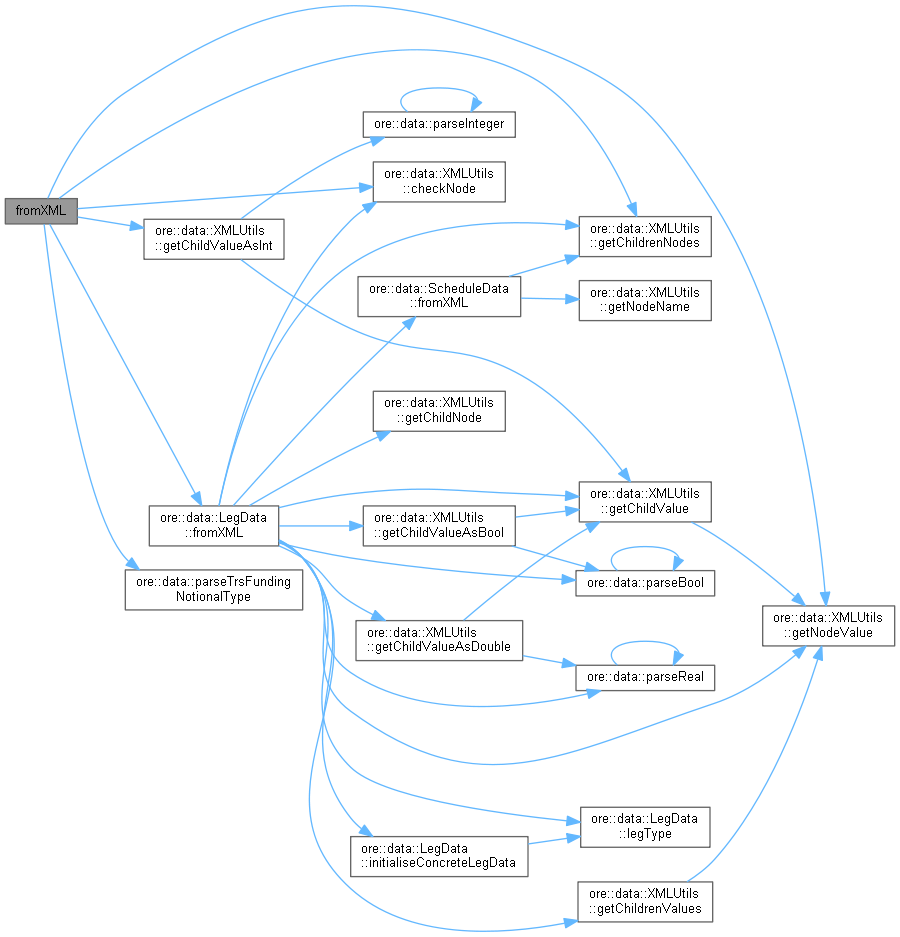 ore::data::parseInteger
ore::data::XMLUtils
::checkNode
fromXML
ore::data::XMLUtils
::getChildValueAsInt
ore::data::XMLUtils
::getChildrenNodes
ore::data::ScheduleData
::fromXML
ore::data::XMLUtils
::getNodeName
ore::data::XMLUtils
::getChildNode
ore::data::XMLUtils
::getChildValue
ore::data::LegData
::fromXML
ore::data::XMLUtils
::getChildValueAsBool
ore::data::parseTrsFunding
NotionalType
ore::data::parseBool
ore::data::XMLUtils
::getNodeValue
ore::data::XMLUtils
::getChildValueAsDouble
ore::data::parseReal
ore::data::LegData
::legType
ore::data::LegData
::initialiseConcreteLegData
ore::data::XMLUtils
::getChildrenValues